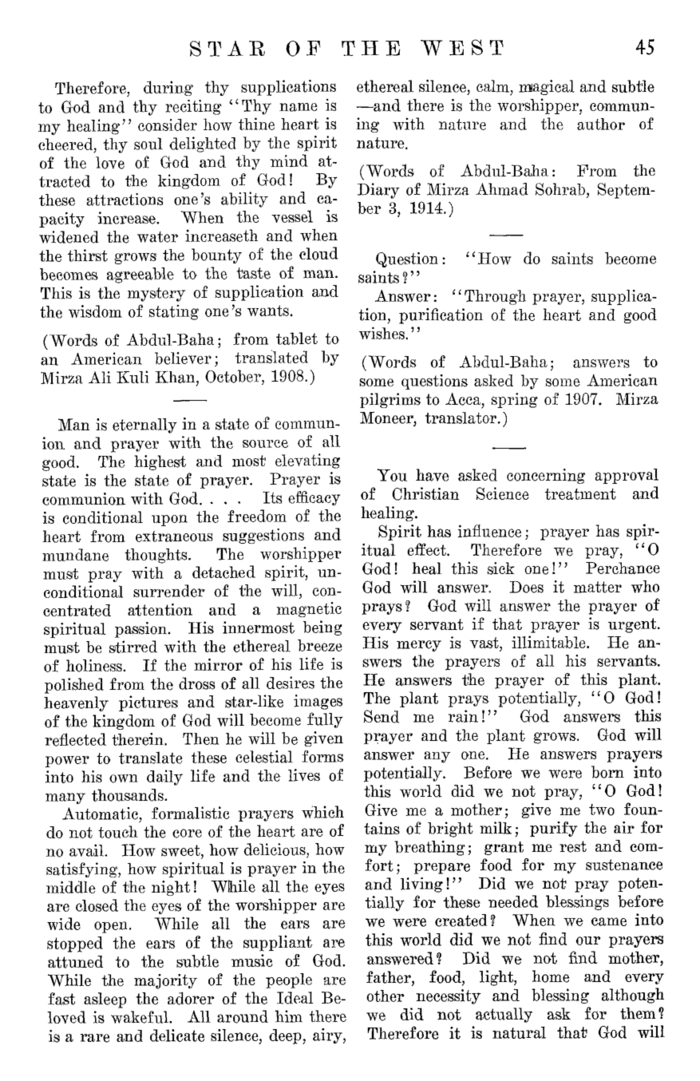 STAR OF THE WEST 45
Therefore, during thy supplications
to God and thy reciting "Thy name is
my healing" consider how thine heart is
cheered, thy soul delighted by the spirit
of the love of God and thy mind at-
tracted to the kingdom of God! By
these attractions one's ability and ca-
pacity increase. When the vessel is
widened the water increaseth and when
the thirst grows the bounty of the cloud
becomes agreeable to the taste of man.
This is the mystery of supplication and
the wisdom of stating one's wants.
(Words of Abdul-Baha; from tablet to
an American believer; translated by
Mirza Ali Kuli Khan, October, 1908.)
Man is eternally in a state of commun-
ion and prayer with the source of all
good. The highest and most elevating
state is the state of prayer. Prayer is
communion with God. . . . Its efficacy
is conditional upon the freedom of the
heart from extraneous suggestions and
mundane thoughts. The worshipper
must pray with a detached spirit, un-
conditional surrender of the will, con-
centrated attention and a magnetic
spiritual passion. His innermost being
must be stirred with the ethereal breeze
of holiness. If the mirror of his life is
polished from the dross of all desires the
heavenly pictures and star-like images
of the kingdom of God will become fully
reflected therein. Then he will be given
power to translate these celestial forms
into his own daily life and the lives of
many thousands.
Automatic, formalistic prayers which
do not touch the core of the heart are of
no avail. How sweet, how delicious, how
satisfying, how spiritual is prayer in the
middle of the night! While all the eyes
are closed the eyes of the worshipper are
wide open. While all the ears are
stopped the ears of the suppliant are
attuned to the subtle music of God.
While the majority of the people are
fast asleep the adorer of the Ideal Be-
loved is wakeful. All around him there
is a rare and delicate silence, deep, airy,
ethereal silence, calm, magical and subtle
—and there is the worshipper, commun-
ing with nature and the author of
nature.
(Words of Abdul-Baha: From the
Diary of Mirza Ahmad Sohrab, Septem-
ber 3, 1914.)
Question: "How do saints become
saints?"
Answer: "Through prayer, supplica-
tion, purification of the heart and good
wishes."
(Words of Abdul-Baha; answers to
some questions asked by some American
pilgrims to Acca, spring of 1907. Mirza
Moneer, translator.)
You have asked concerning approval
of Christian Science treatment and
healing.
Spirit has influence; prayer has spir-
itual effect. Therefore we pray, "O
God! heal this sick one!" Perchance
God will answer. Does it matter who
prays? God will answer the prayer of
every servant if that prayer is urgent.
His mercy is vast, illimitable. He an-
swers the prayers of all his servants.
He answers the prayer of this plant.
The plant prays potentially, "O God!
Send me rain!" God answers this
prayer and the plant grows. God will
answer any one. He answers prayers
potentially. Before we were born into
this world did we not pray, "O God!
Give me a mother; give me two foun-
tains of bright milk; purify the air for
my breathing; grant me rest and com-
fort; prepare food for my sustenance
and living!" Did we not pray poten-
tially for these needed blessings before
we were created? When we came into
this world did we not find our prayers
answered? Did we not find mother,
father, food, light, home and every
other necessity and blessing although
we did not actually ask for them?
Therefore it is natural that God will